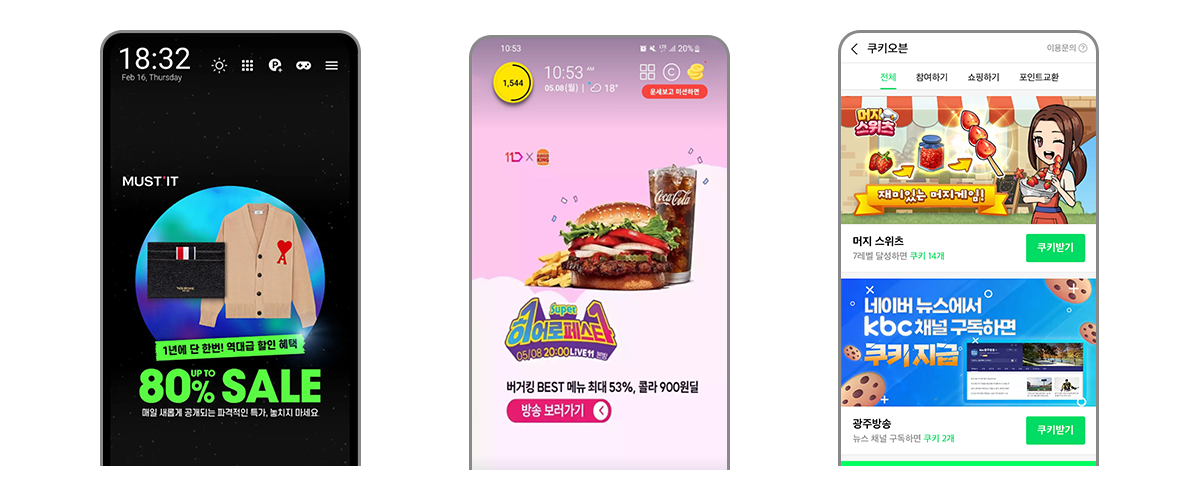 18:32
Feb 16, Thursday
MUST'IT
1년에 단 한번! 역대급 할인 혜택
UP TO
80% SALE
매일 새롭게 공개되는 파격적인 특가, 놓치지 마세요
10:53
20%
1,544
10:53 AM
05.08(월) | 18°
운세보고 미션하면
11 X BURGER KING
Coca-Cola
Super
히어로페스타
05/08 20:00 LIVE11
버거킹 BEST 메뉴 최대 53%, 콜라 900원딜
방송 보러가기
쿠키오븐
이용문의 ?
전체
참여하기
쇼핑하기
포인트교환
머지
스위츠
재미있는 머지게임!
머지 스위츠
7레벨 달성하면 쿠키 14개
쿠키받기
네이버 뉴스에서
kbc 채널 구독하면
쿠키 지급
광주방송
뉴스 채널 구독하면 쿠키 2개
쿠키받기